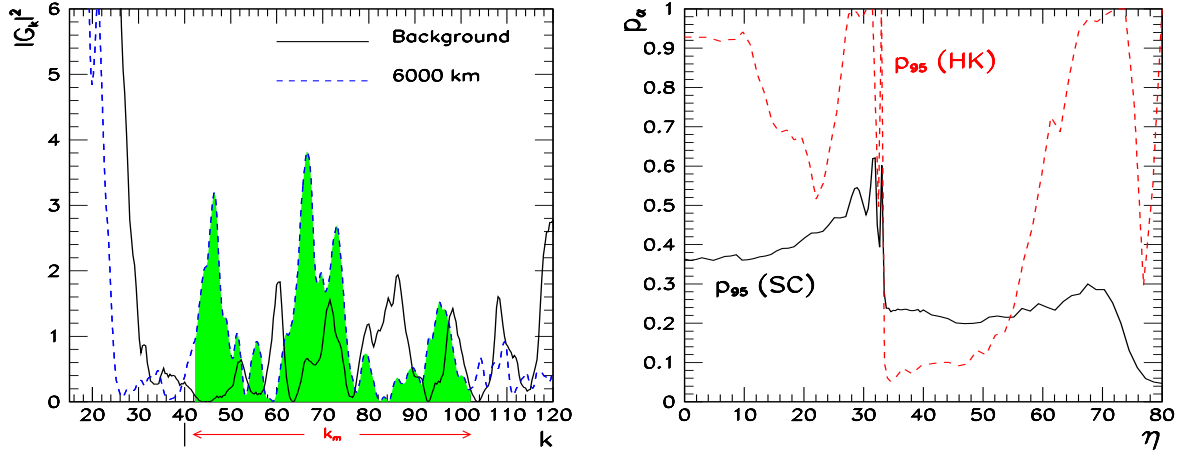 |G_k|²
6
5
4
3
2
1
0
Background
6000 km
20 30 40 50 60 70 80 90 100 110 120
k_m
k
p_α
1
0.9
0.8
0.7
0.6
0.5
0.4
0.3
0.2
0.1
0
p_95 (HK)
p_95 (SC)
0 10 20 30 40 50 60 70 80
η